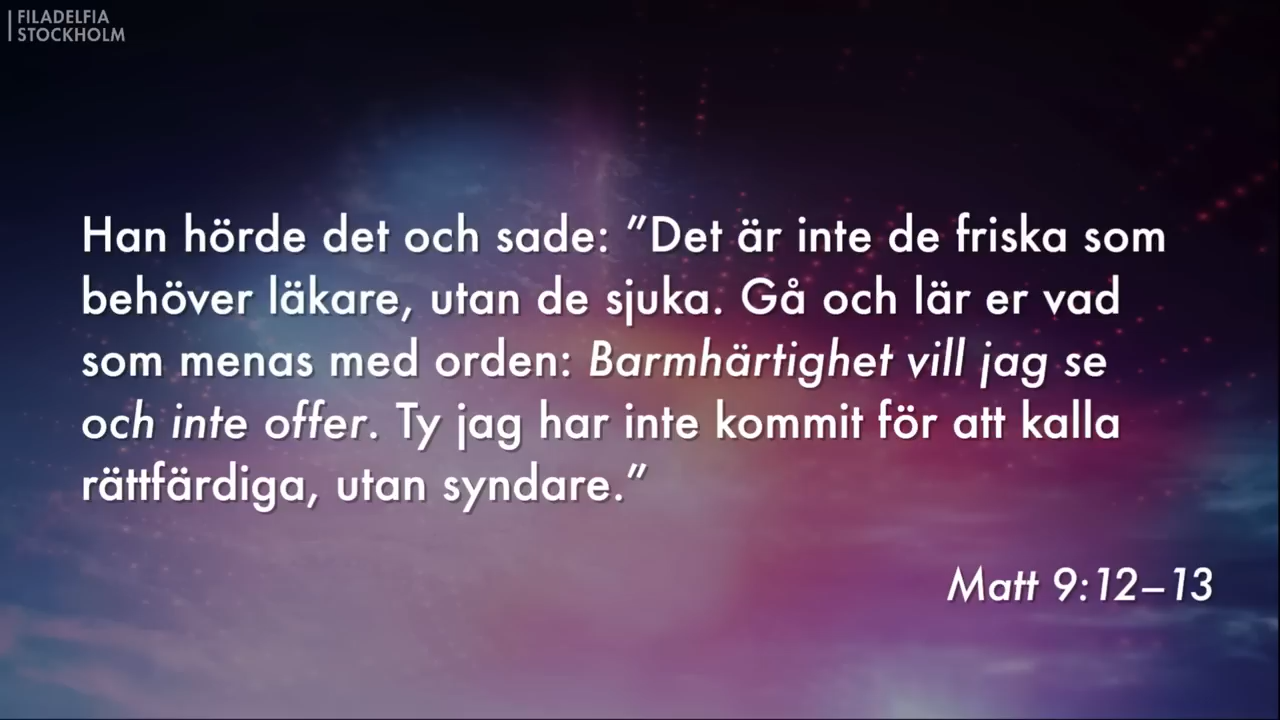 FILADELFIA
STOCKHOLM
Han hörde det och sade: ”Det är inte de friska som
behöver läkare, utan de sjuka. Gå och lär er vad
som menas med orden: Barmhärtighet vill jag se
och inte offer. Ty jag har inte kommit för att kalla
rättfärdiga, utan syndare.”
Matt 9:12–13